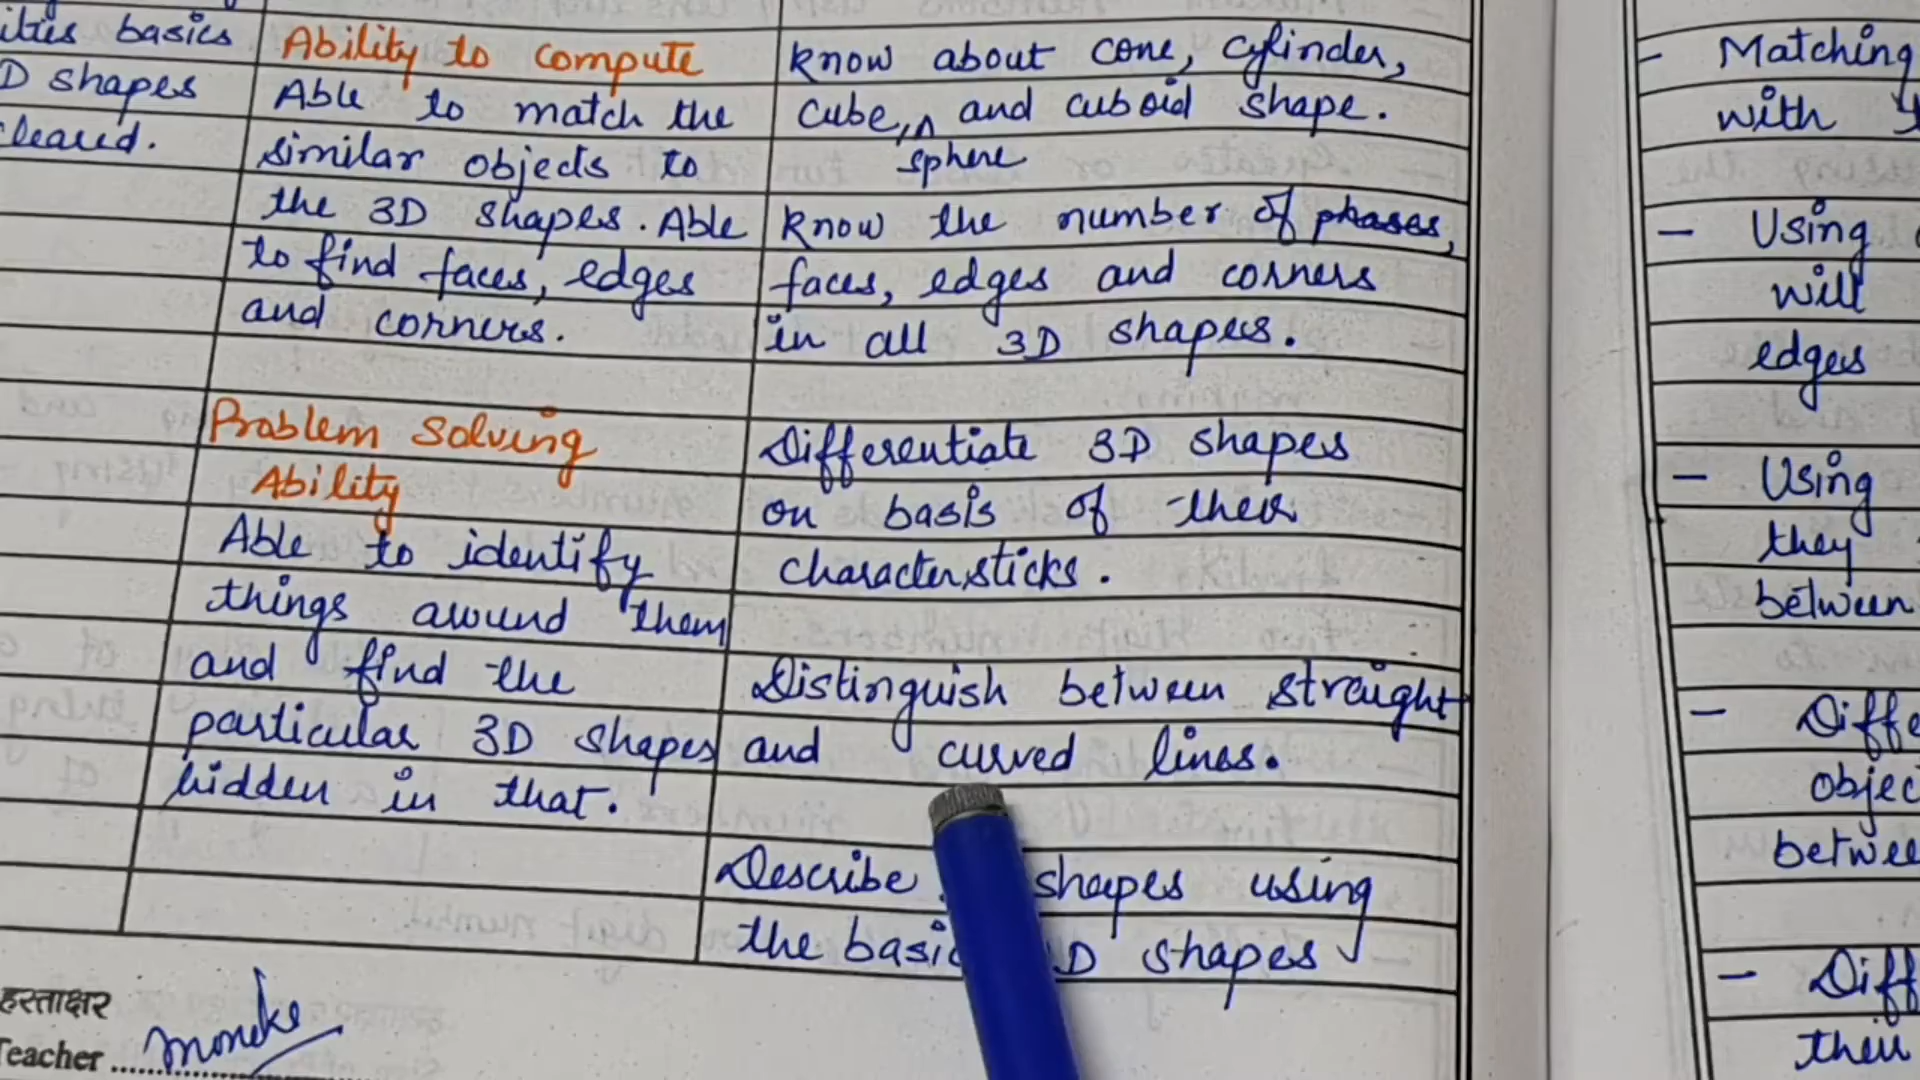 ities basics
D shapes
cleared.
Ability to compute
Able to match the
similar objects to
the 3D shapes. Able
to find faces, edges
and corners.
Problem Solving
Ability
Able to identify
things around them
and find the
particular 3D shapes
hidden in that.
know about cone, cylinder,
cube, ^ and cuboid shape.
sphere
know the number of phases,
faces, edges and corners
in all 3D shapes.
Differentiate 3D shapes
on basis of their
charactersticks.
Distinguish between straight
and curved lines.
Describe shapes using
the basic D shapes
हस्ताक्षर
Teacher
- Matching
with
- Using
will
edges
- Using
they
between
- Diffe
objec
betwee
- Diff
their